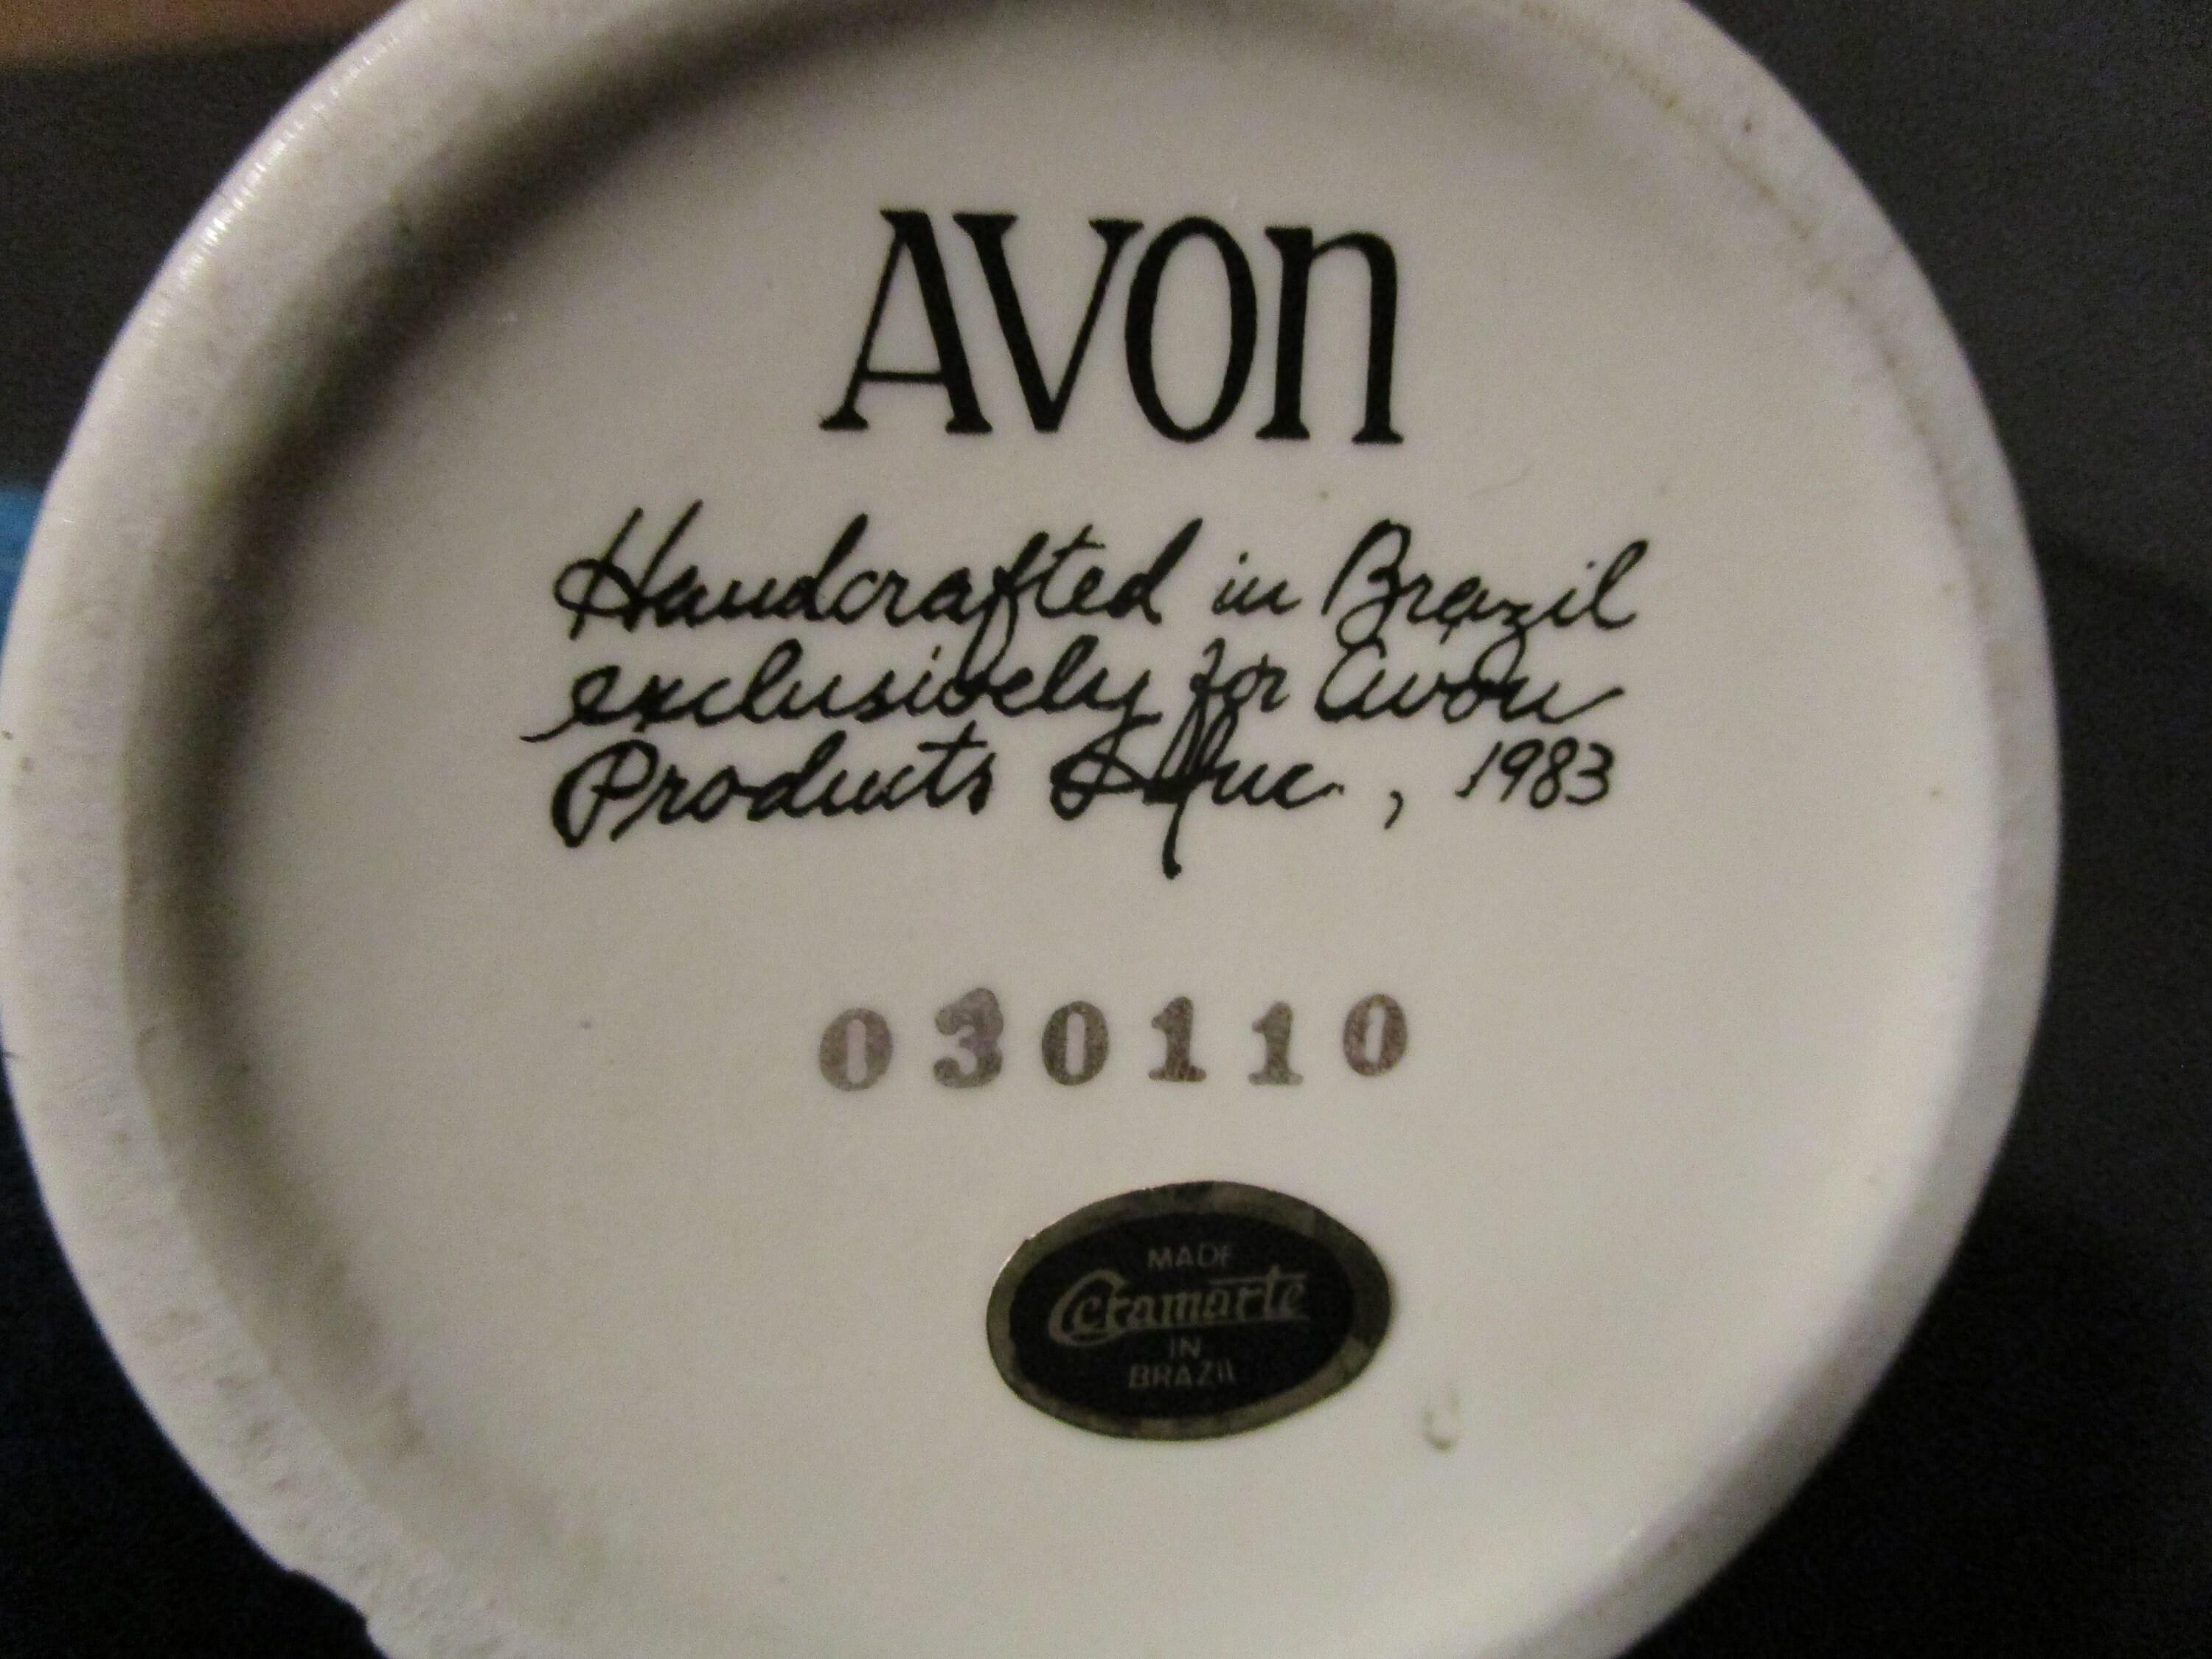 AVON
Handcrafted in Brazil
exclusively for Avon
Products Inc., 1983
030110
MADE
Ceramarte
IN
BRAZIL